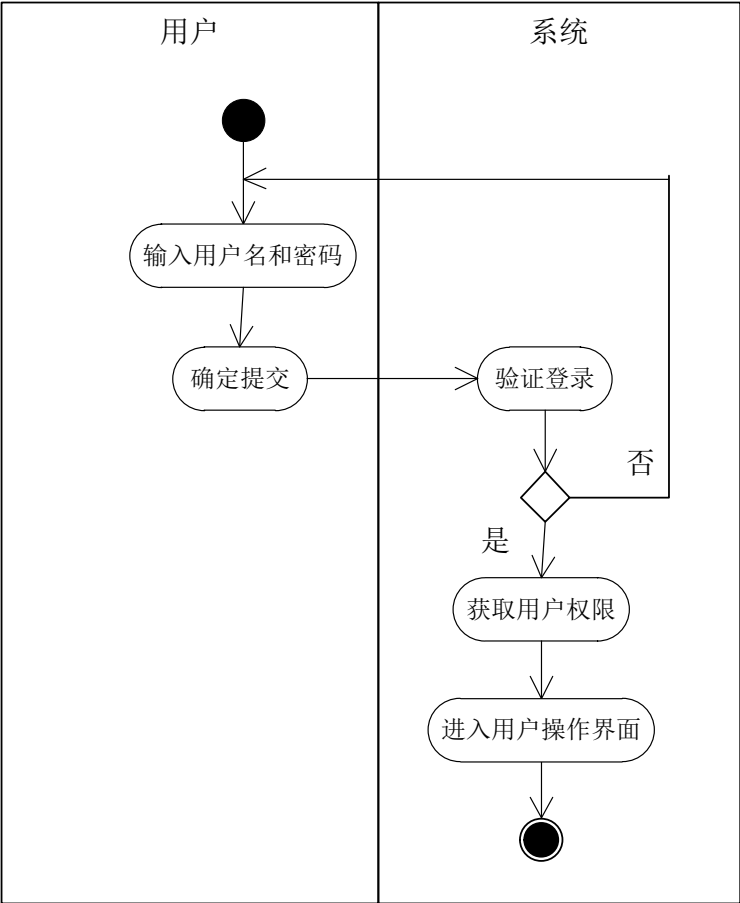 用户
系统
输入用户名和密码
确定提交
验证登录
否
是
获取用户权限
进入用户操作界面